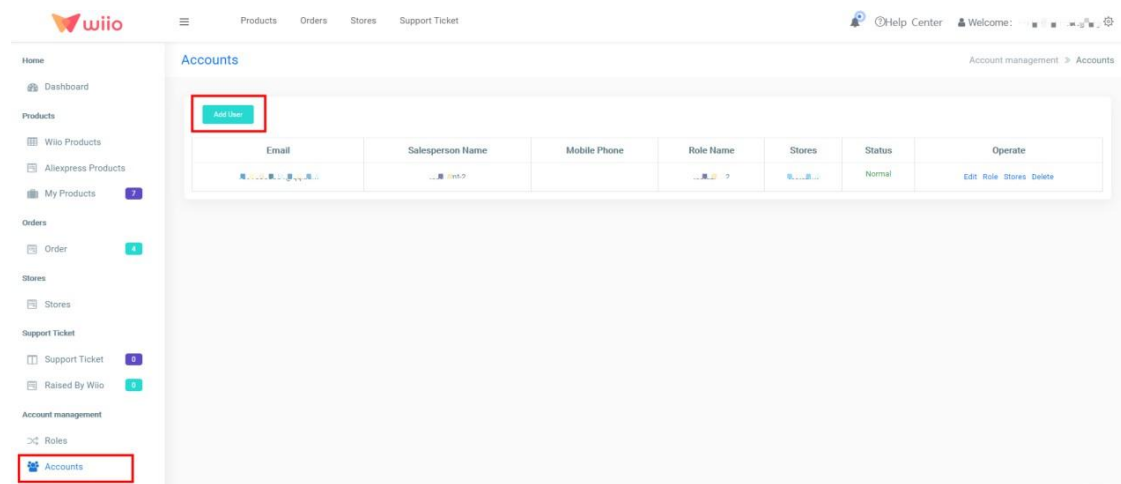 wiio
Products Orders Stores Support Ticket
Help Center Welcome:
Home
Dashboard
Products
Wiio Products
Aliexpress Products
My Products 7
Orders
Order 4
Stores
Stores
Support Ticket
Support Ticket 0
Raised By Wiio 0
Account management
Roles
Accounts
Accounts
Account management > Accounts
Add User
Email Salesperson Name Mobile Phone Role Name Stores Status Operate
Normal Edit Role Stores Delete